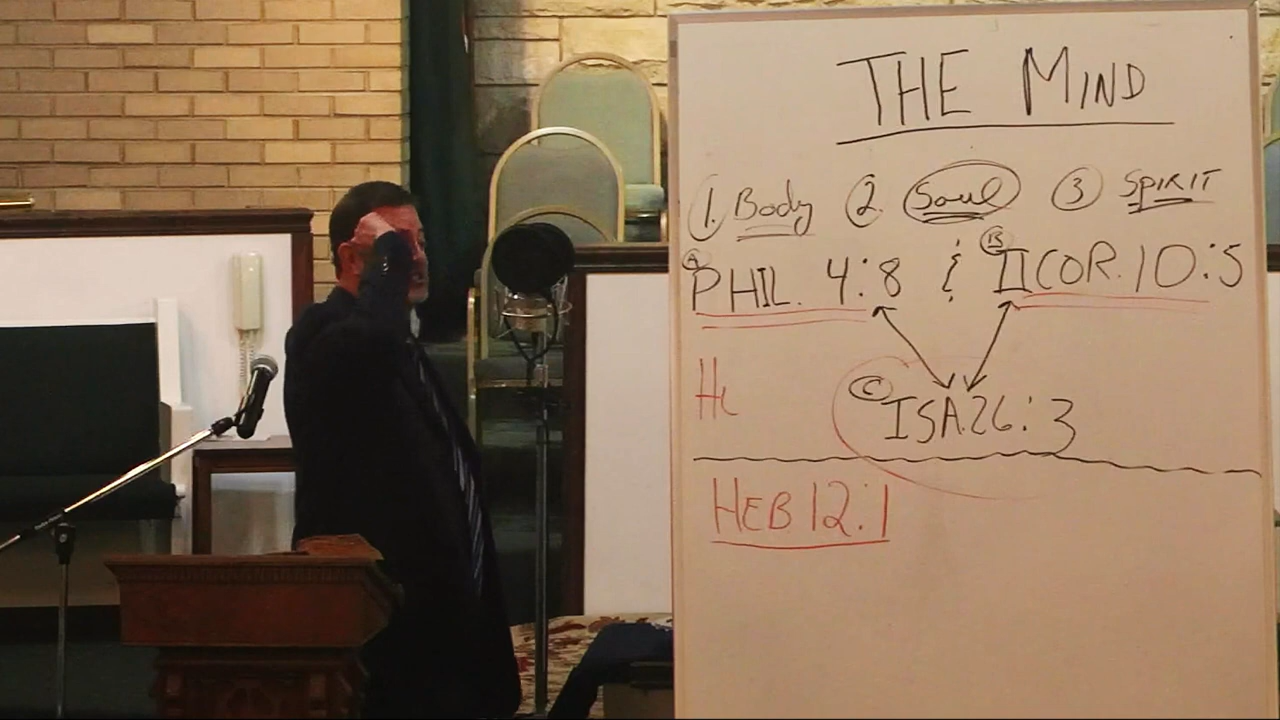 THE MIND
1. Body 2. Soul 3 SPIRIT
A PHIL. 4:8 & B II COR. 10:5
He
C ISA. 26:3
HEB 12:1